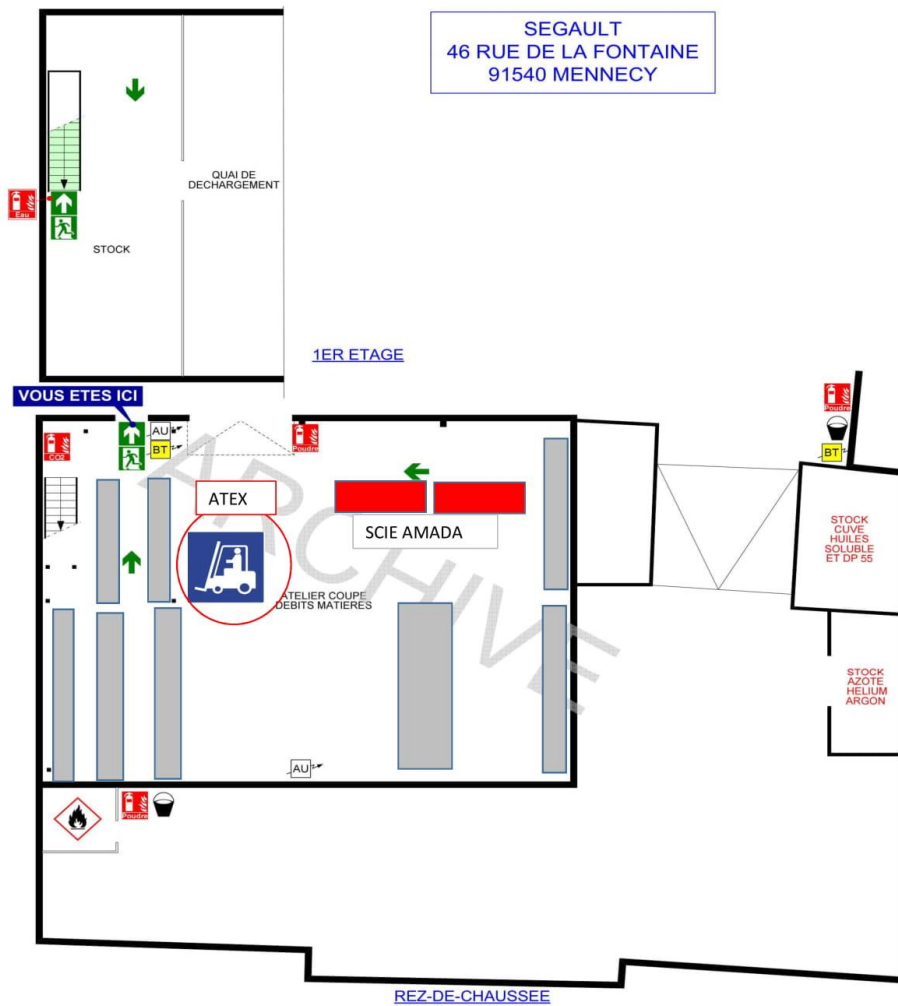 SEGAULT
46 RUE DE LA FONTAINE
91540 MENNECY
QUAI DE
DECHARGEMENT
Eau
STOCK
1ER ETAGE
VOUS ETES ICI
AU
BT
CO2
Poudre
Poudre
BT
ATEX
SCIE AMADA
STOCK
CUVE
HUILES
SOLUBLE
ET DP 55
ATELIER COUPE
DEBITS MATIERES
ARCHIVE
STOCK
AZOTE
HELIUM
ARGON
AU
Poudre
REZ-DE-CHAUSSEE